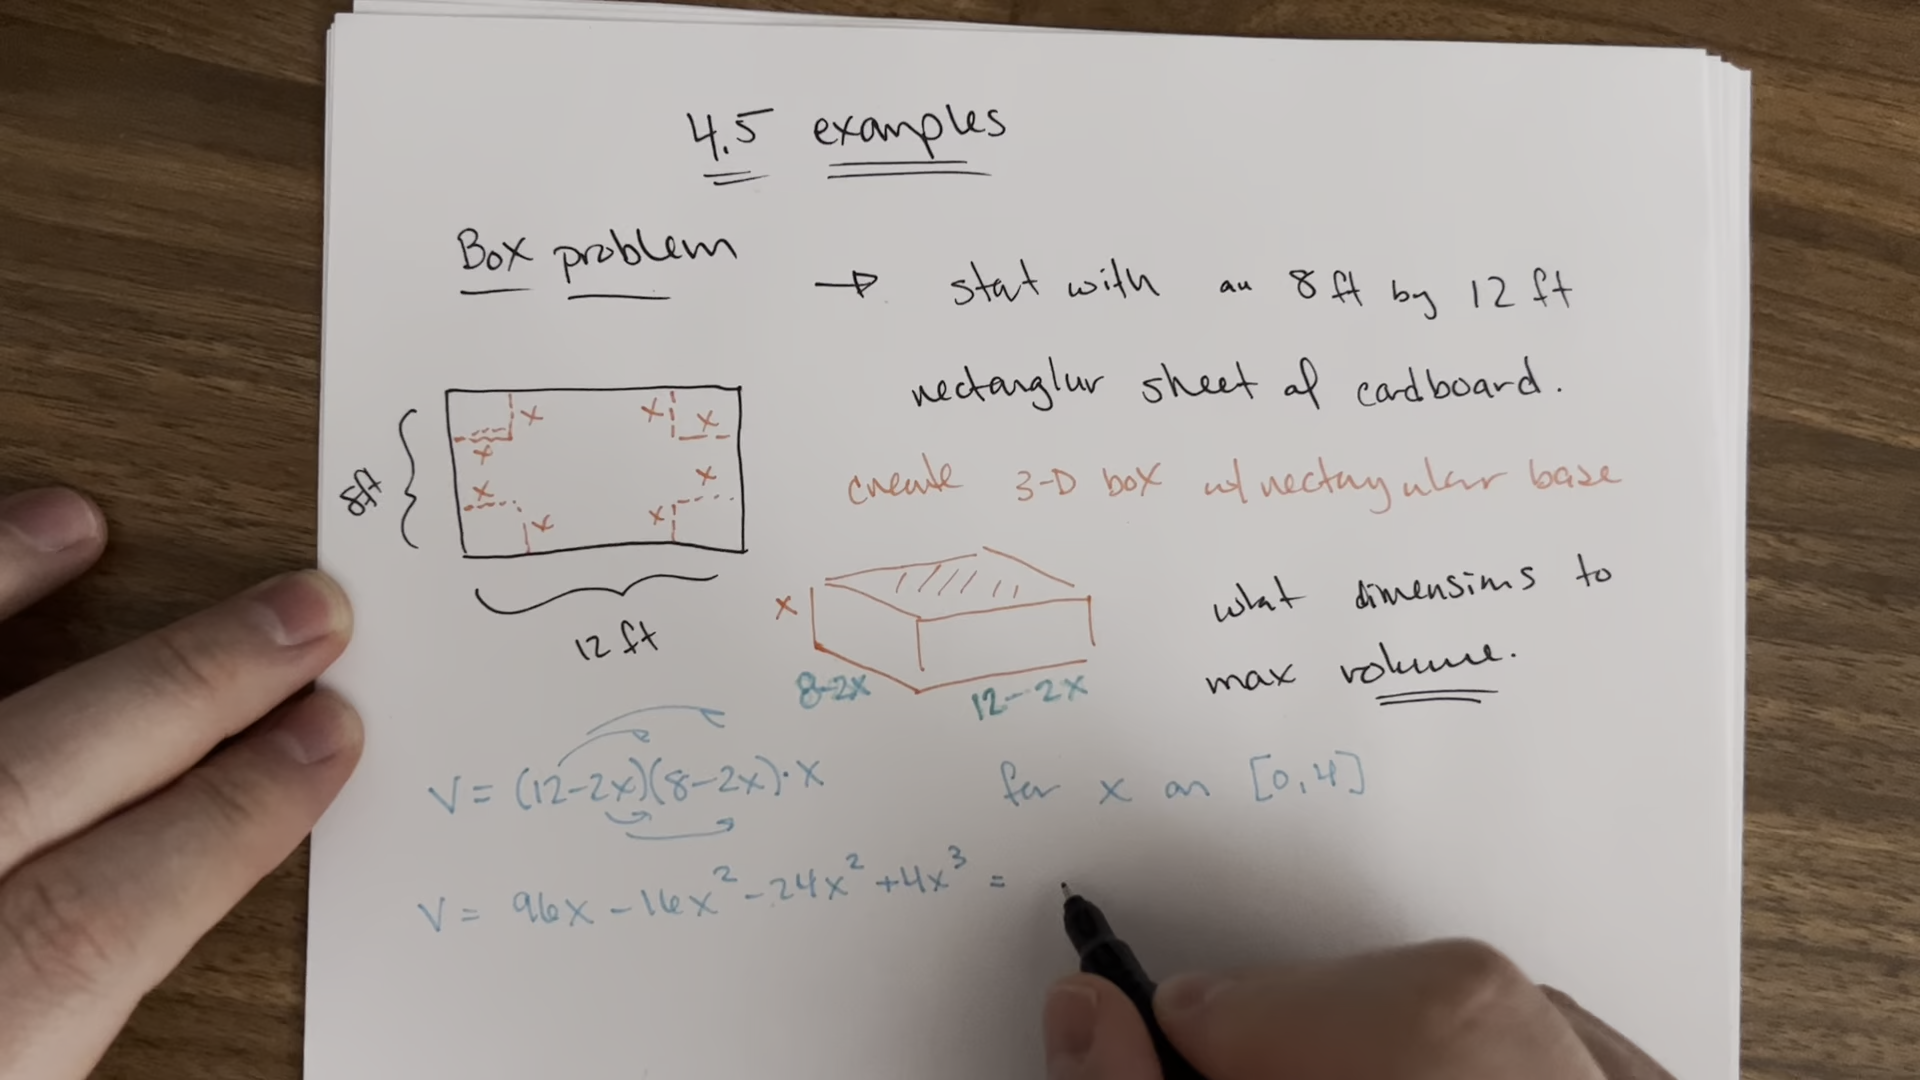 4.5 examples
Box problem
→ stat with an 8 ft by 12 ft
rectanglur sheet of cardboard.
create 3-D box w/ rectangular base
x x x
x
x x
x x
8ft
12 ft
x
8-2x
12-2x
what dimensions to
max volume.
V = (12-2x)(8-2x)·x for x on [0,4]
V = 96x - 16x² - 24x² + 4x³ =